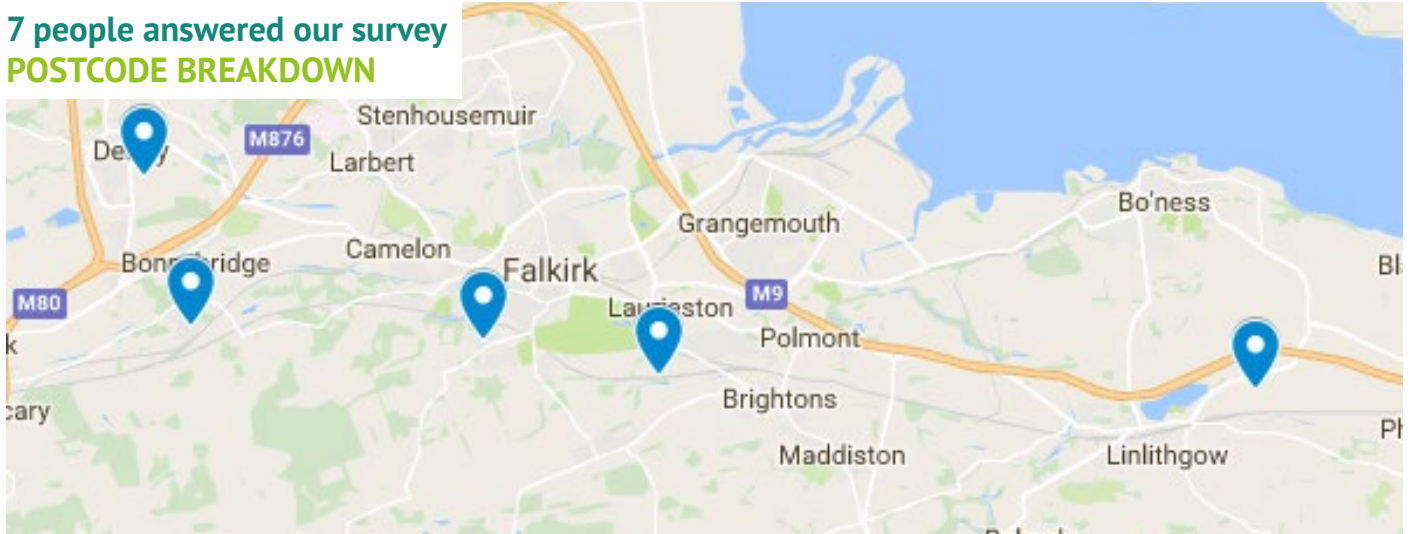 7 people answered our survey
POSTCODE BREAKDOWN
Stenhousemuir
M876
Larbert
Bo'ness
Grangemouth
Camelon
Falkirk
M9
M80
Polmont
Brightons
Maddiston
Linlithgow